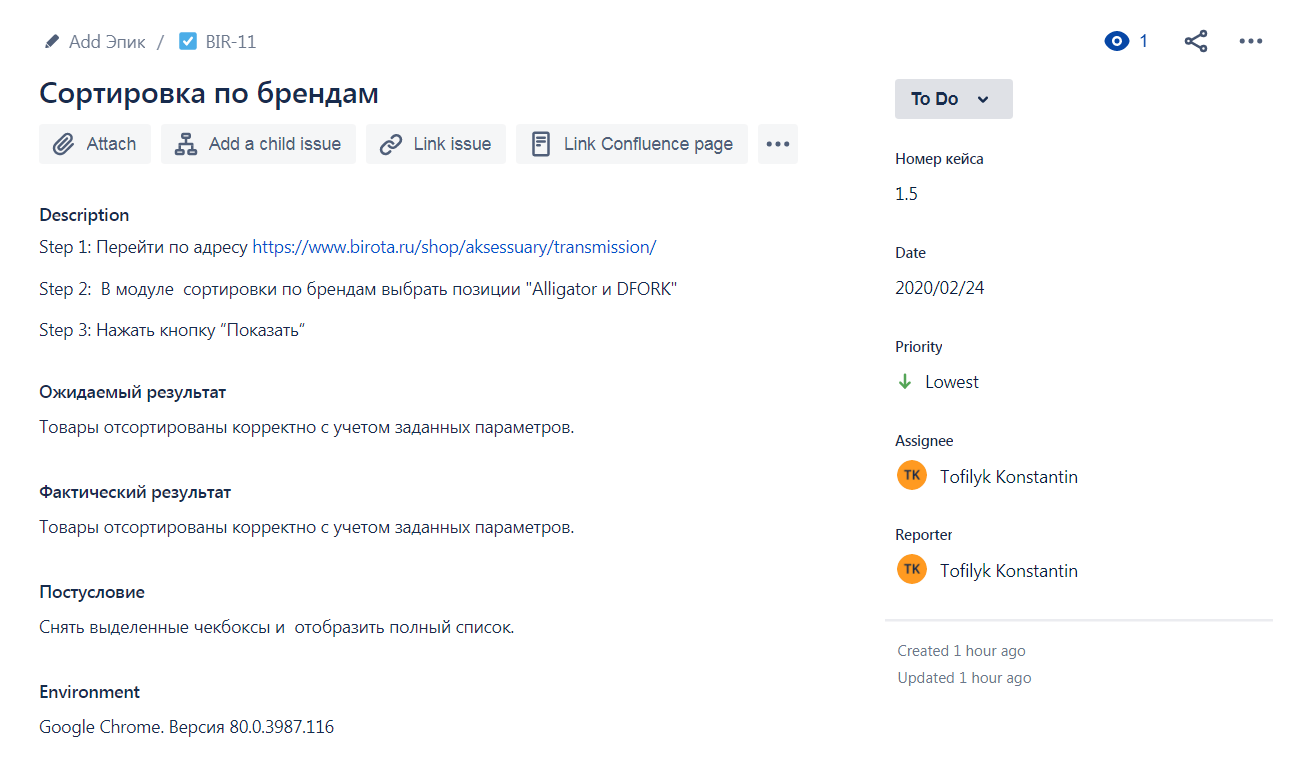 Add Эпик / BIR-11
1
Сортировка по брендам
Attach
Add a child issue
Link issue
Link Confluence page
Description
Step 1: Перейти по адресу https://www.birota.ru/shop/aksessuary/transmission/
Step 2:  В модуле  сортировки по брендам выбрать позиции "Alligator и DFORK"
Step 3: Нажать кнопку “Показать“
Ожидаемый результат
Товары отсортированы корректно с учетом заданных параметров.
Фактический результат
Товары отсортированы корректно с учетом заданных параметров.
Постусловие
Снять выделенные чекбоксы и  отобразить полный список.
Environment
Google Chrome. Версия 80.0.3987.116
To Do
Номер кейса
1.5
Date
2020/02/24
Priority
Lowest
Assignee
TK Tofilyk Konstantin
Reporter
TK Tofilyk Konstantin
Created 1 hour ago
Updated 1 hour ago